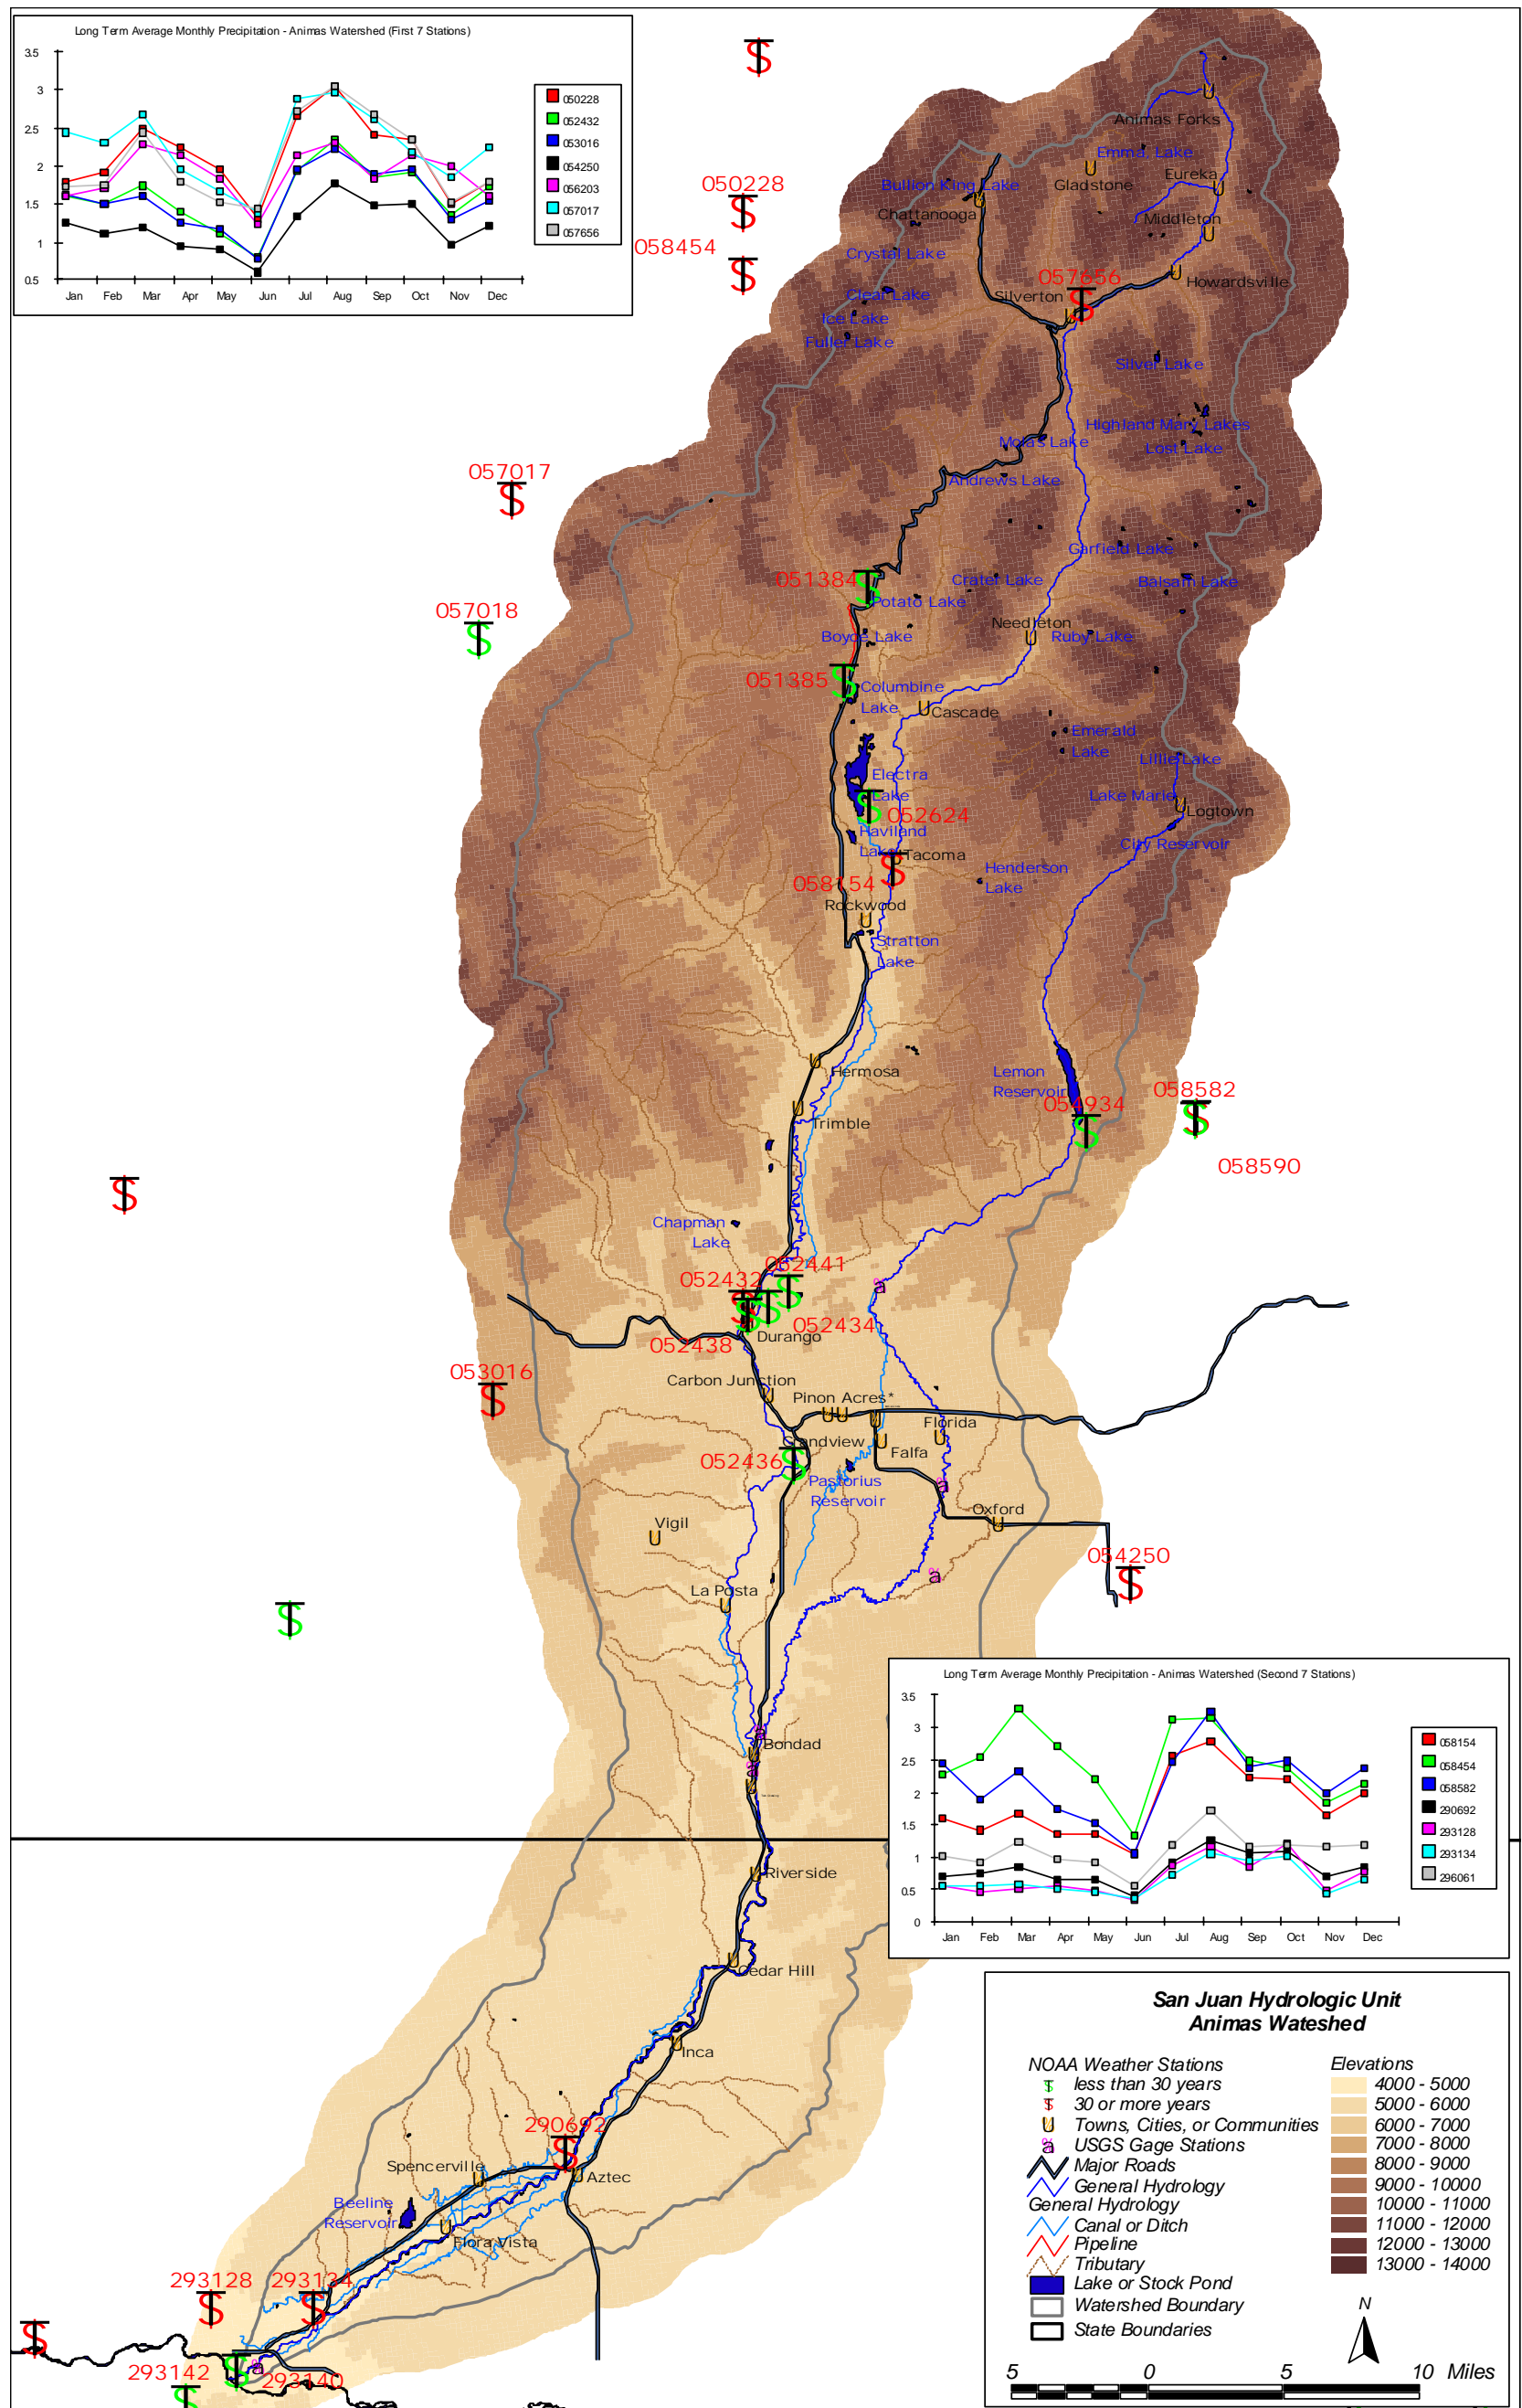 Long Term Average Monthly Precipitation - Animas Watershed (First 7 Stations)
3.5
3
2.5
2
1.5
1
0.5
Jan Feb Mar Apr May Jun Jul Aug Sep Oct Nov Dec
050228
052432
053016
054250
056203
057017
057656
Animas Forks
Emma Lake
Gladstone
Eureka
Bullion King Lake
Chattanooga
Middleton
050228
058454
Crystal Lake
057656
Howardsville
Clear Lake
Silverton
Ice Lake
Fuller Lake
Silver Lake
Highland Mary Lakes
Molas Lake
Lost Lake
Andrews Lake
057017
Garfield Lake
051384
Crater Lake
Balsam Lake
Potato Lake
057018
Needleton
Boyce Lake
Ruby Lake
051385
Columbine
Lake
Cascade
Emerald
Lake
Lillie Lake
Electra
Lake
Lake Marie
Logtown
052624
Haviland
Lake
City Reservoir
Tacoma
Henderson
Lake
058154
Rockwood
Stratton
Lake
Hermosa
Lemon
Reservoir
054934
058582
Trimble
058590
Chapman
Lake
052441
052432
052434
Durango
052438
053016
Carbon Junction
Pinon Acres*
Florida
Grandview
Falfa
052436
Pastorius
Reservoir
Oxford
Vigil
054250
La Posta
Bondad
Long Term Average Monthly Precipitation - Animas Watershed (Second 7 Stations)
3.5
3
2.5
2
1.5
1
0.5
0
Jan Feb Mar Apr May Jun Jul Aug Sep Oct Nov Dec
058154
058454
058582
290692
293128
293134
296061
Riverside
Cedar Hill
Inca
290692
Spencerville
Aztec
Beeline
Reservoir
Flora Vista
293128
293134
293142
293140
San Juan Hydrologic Unit
Animas Wateshed
NOAA Weather Stations
less than 30 years
30 or more years
Towns, Cities, or Communities
USGS Gage Stations
Major Roads
General Hydrology
General Hydrology
Canal or Ditch
Pipeline
Tributary
Lake or Stock Pond
Watershed Boundary
State Boundaries
Elevations
4000 - 5000
5000 - 6000
6000 - 7000
7000 - 8000
8000 - 9000
9000 - 10000
10000 - 11000
11000 - 12000
12000 - 13000
13000 - 14000
N
5 0 5 10 Miles